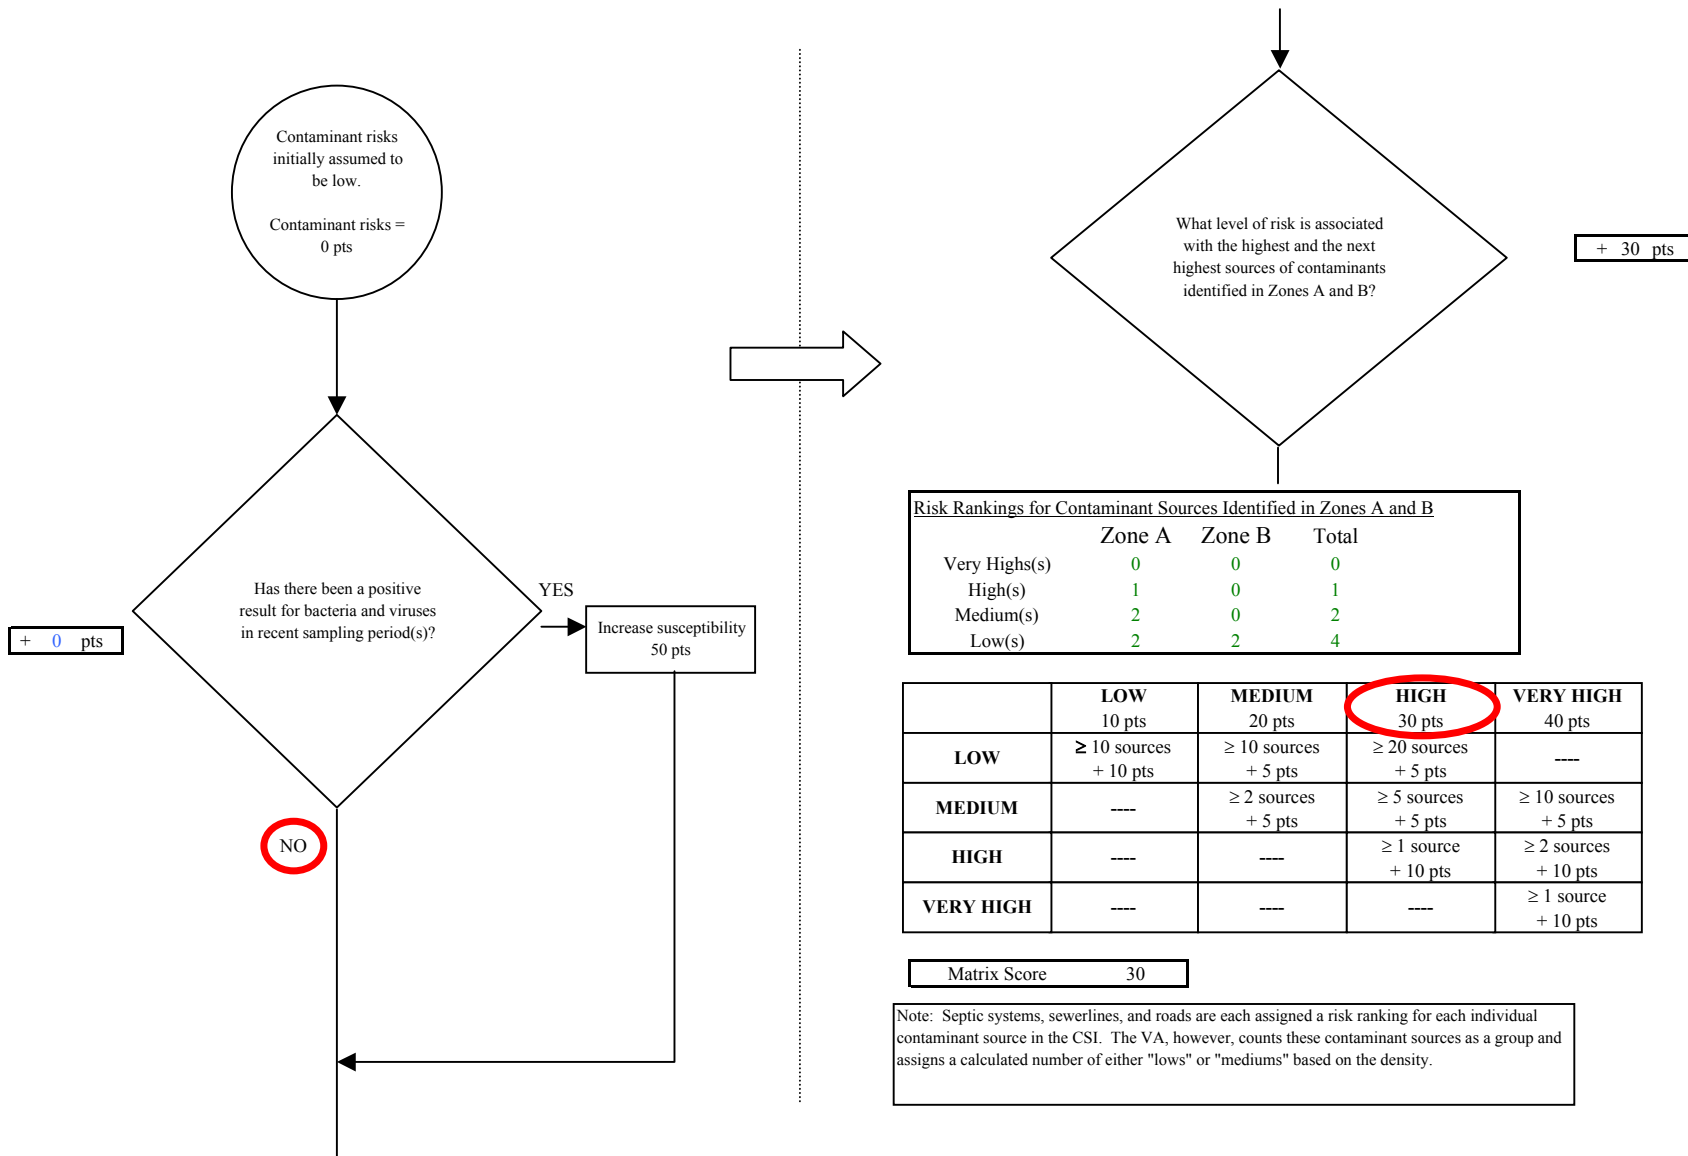 Contaminant risks
initially assumed to
be low.
Contaminant risks =
0 pts
Has there been a positive
result for bacteria and viruses
in recent sampling period(s)?
YES
+ 0 pts
Increase susceptibility
50 pts
NO
What level of risk is associated
with the highest and the next
highest sources of contaminants
identified in Zones A and B?
+ 30 pts
Risk Rankings for Contaminant Sources Identified in Zones A and B
Zone A Zone B Total
Very Highs(s) 0 0 0
High(s) 1 0 1
Medium(s) 2 0 2
Low(s) 2 2 4
LOW MEDIUM HIGH VERY HIGH
10 pts 20 pts 30 pts 40 pts
LOW ≥ 10 sources + 10 pts ≥ 10 sources + 5 pts ≥ 20 sources + 5 pts ----
MEDIUM ---- ≥ 2 sources + 5 pts ≥ 5 sources + 5 pts ≥ 10 sources + 5 pts
HIGH ---- ---- ≥ 1 source + 10 pts ≥ 2 sources + 10 pts
VERY HIGH ---- ---- ---- ≥ 1 source + 10 pts
Matrix Score 30
Note: Septic systems, sewerlines, and roads are each assigned a risk ranking for each individual
contaminant source in the CSI. The VA, however, counts these contaminant sources as a group and
assigns a calculated number of either "lows" or "mediums" based on the density.